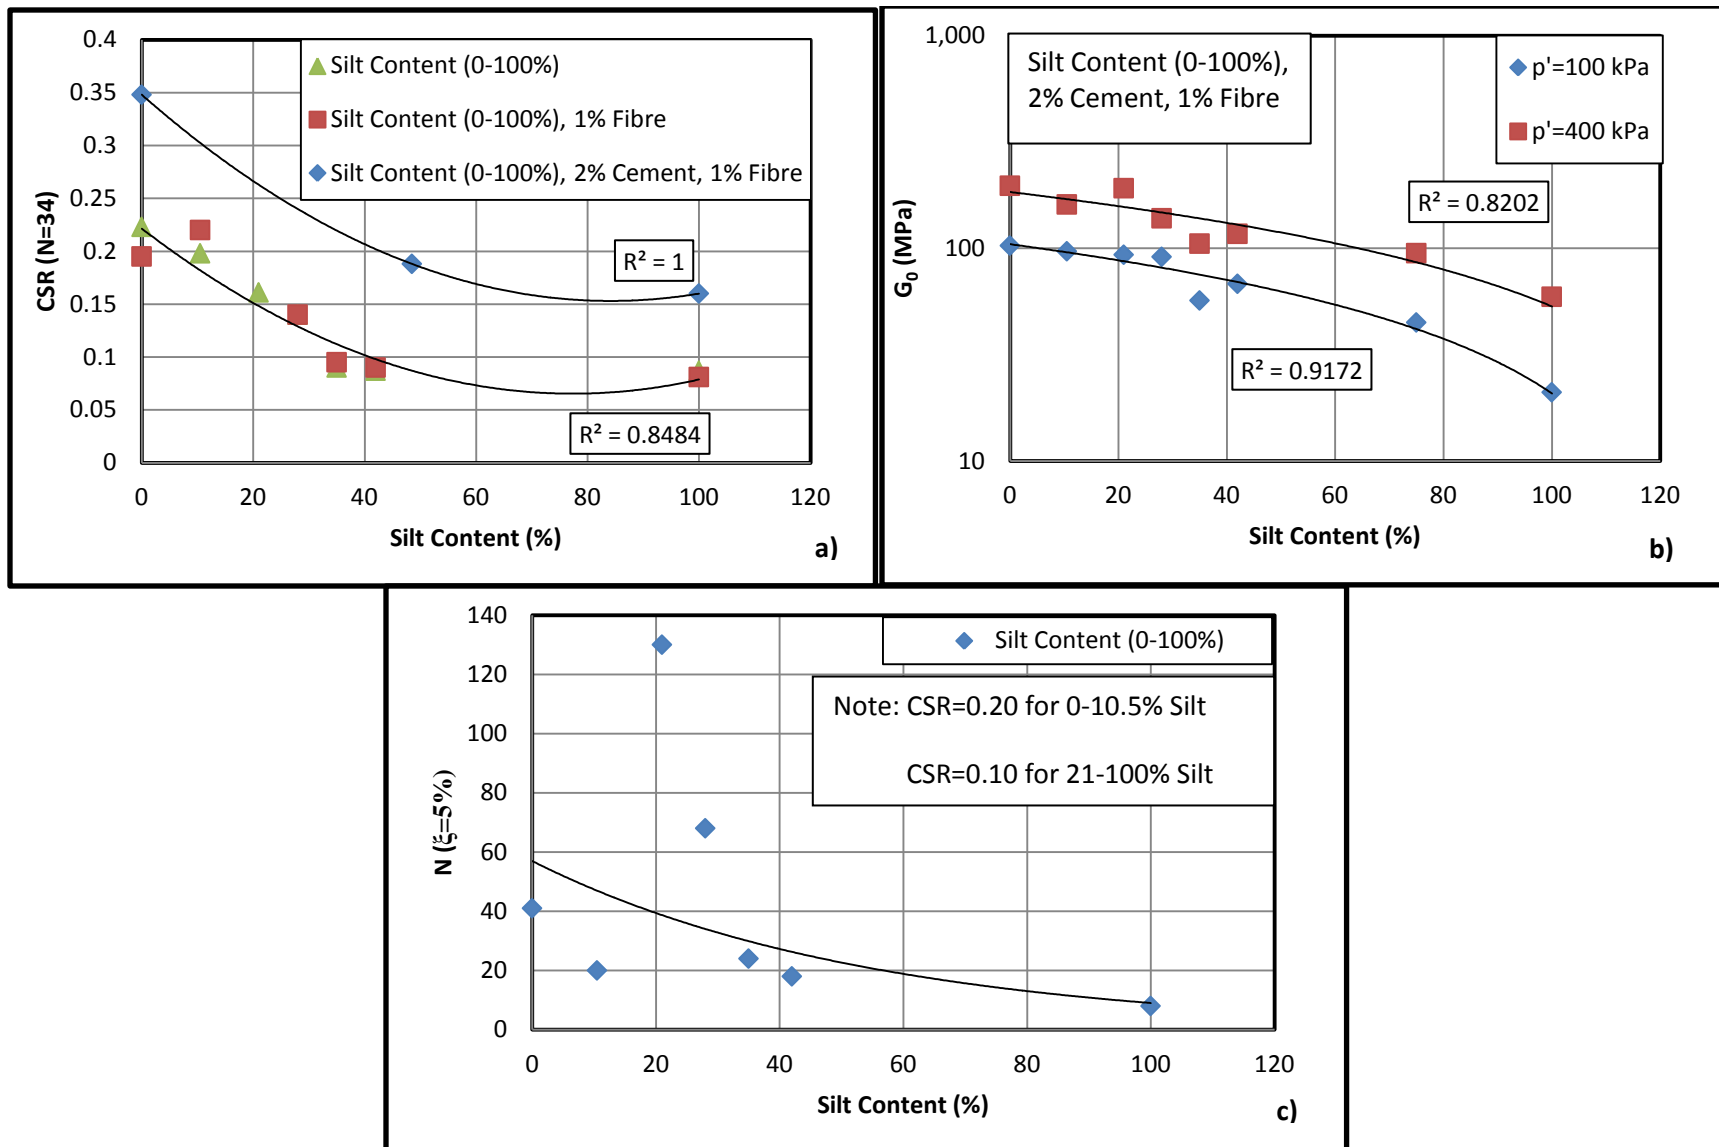 0.4
0.35
0.3
0.25
0.2
0.15
0.1
0.05
0
CSR (N=34)
Silt Content (0-100%)
Silt Content (0-100%), 1% Fibre
Silt Content (0-100%), 2% Cement, 1% Fibre
R² = 1
R² = 0.8484
0 20 40 60 80 100 120
Silt Content (%)
a)
1,000
100
10
G₀ (MPa)
Silt Content (0-100%),
2% Cement, 1% Fibre
p'=100 kPa
p'=400 kPa
R² = 0.8202
R² = 0.9172
0 20 40 60 80 100 120
Silt Content (%)
b)
140
120
100
80
60
40
20
0
N (ξ=5%)
Silt Content (0-100%)
Note: CSR=0.20 for 0-10.5% Silt
CSR=0.10 for 21-100% Silt
0 20 40 60 80 100 120
Silt Content (%)
c)